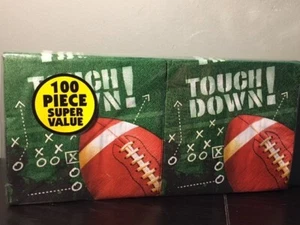 TOUCH
DOWN!
100
PIECE
SUPER
VALUE
TOUCH
DOWN!